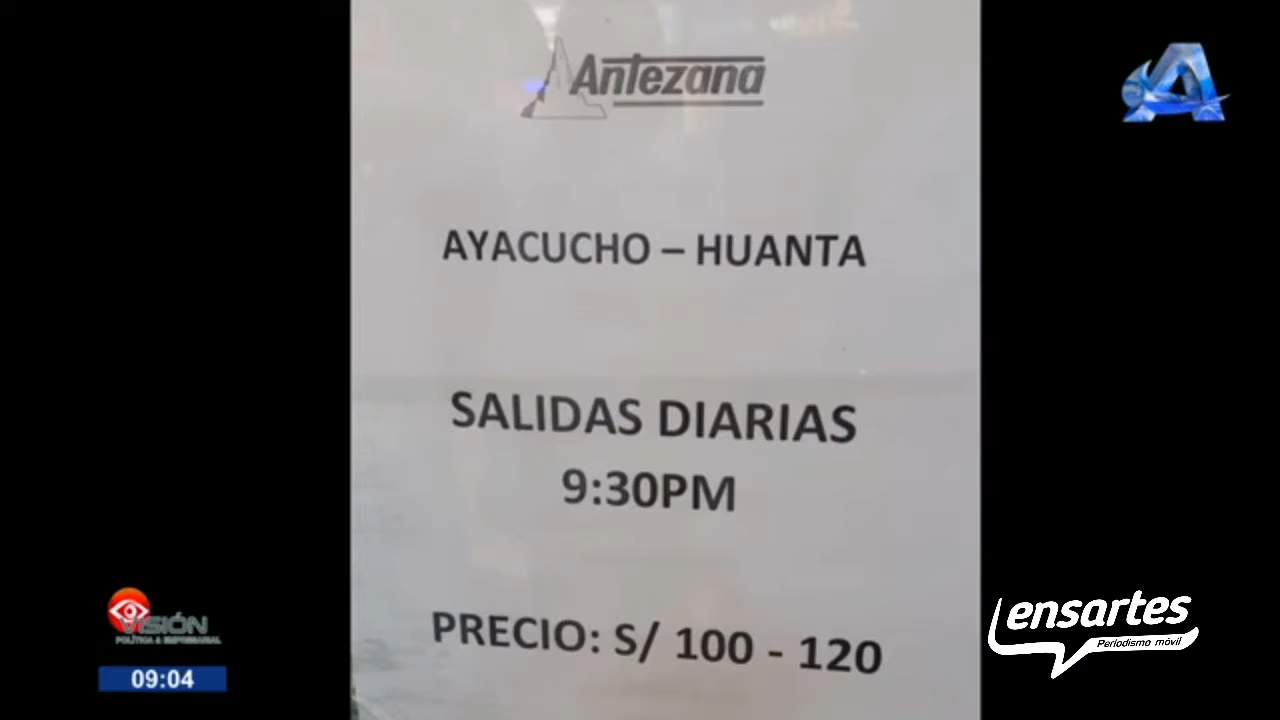 Antezana
AYACUCHO – HUANTA
SALIDAS DIARIAS
9:30PM
PRECIO: S/ 100 - 120
VISIÓN
POLÍTICA & EMPRESARIAL
09:04
ensartes
Periodismo móvil